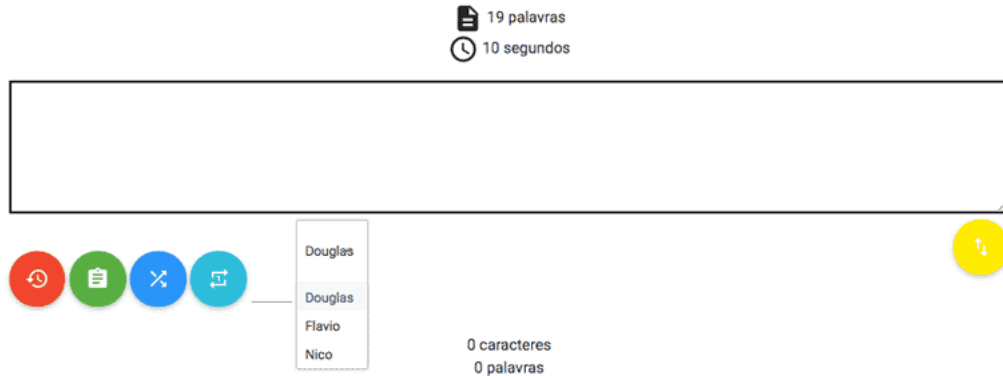 19 palavras
10 segundos
Douglas
Douglas
Flavio
Nico
0 caracteres
0 palavras